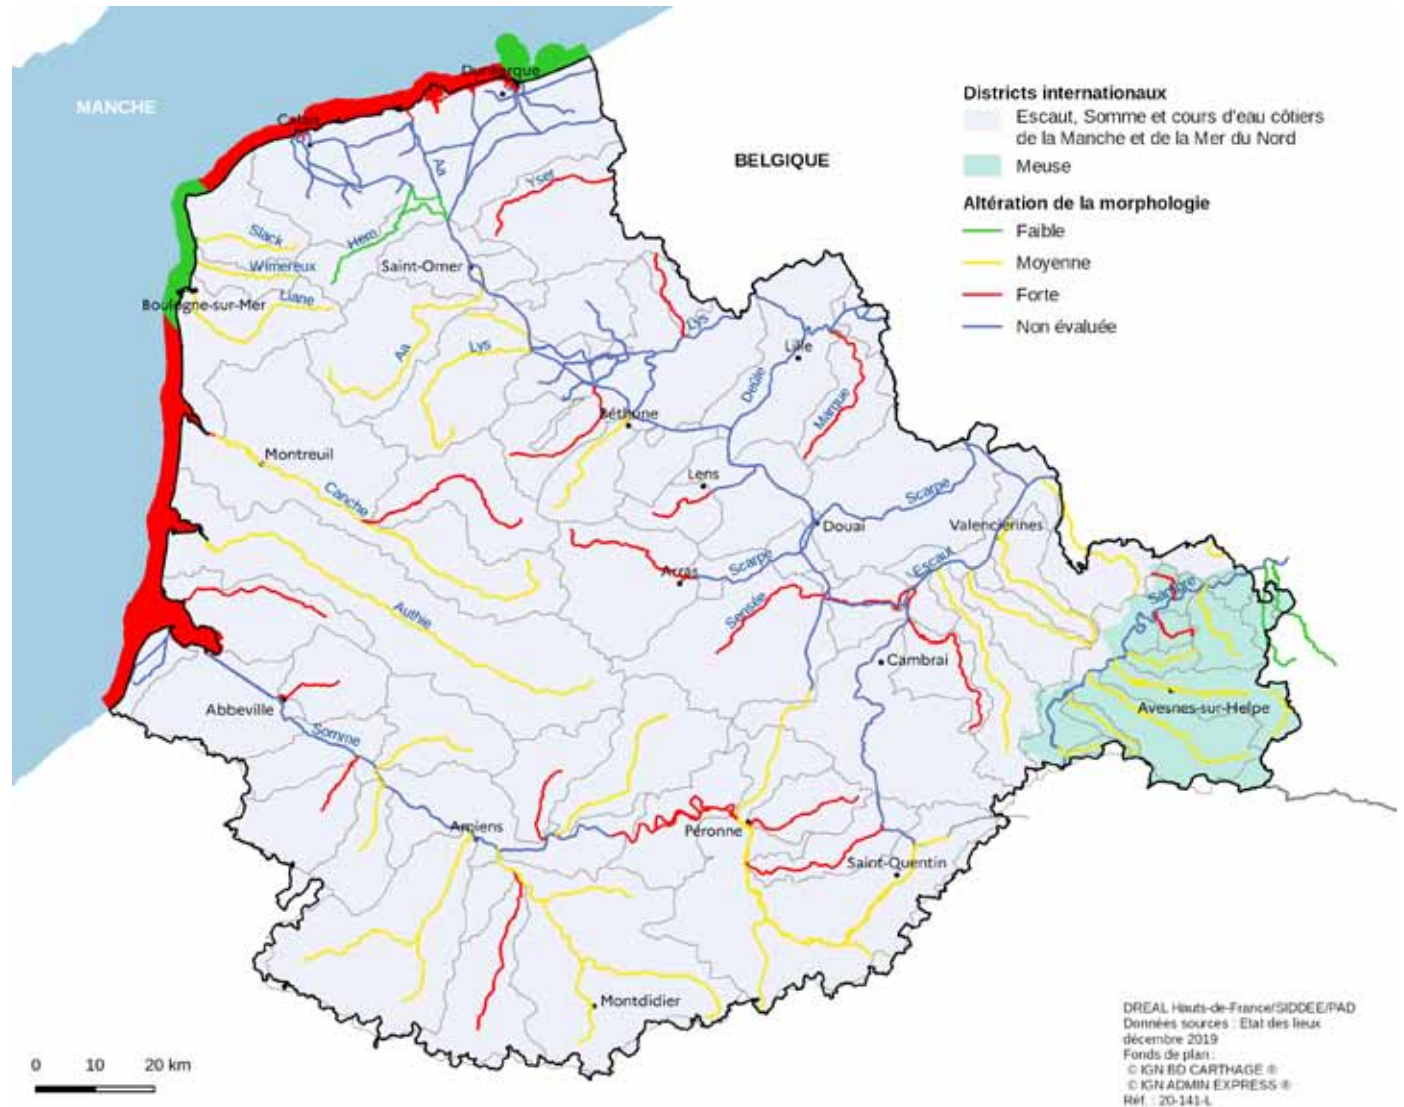 MANCHE
BELGIQUE
Dunkerque
Calais
Aa
Yser
Slack
Hem
Wimereux
Saint-Omer
Liane
Boulogne-sur-Mer
Aa
Lys
Lys
Lille
Deûle
Marque
Béthune
Montreuil
Lens
Canche
Scarpe
Douai
Valenciennes
Scarpe
Escaut
Arras
Sensée
Sambre
Authie
Cambrai
Abbeville
Avesnes-sur-Helpe
Somme
Amiens
Péronne
Saint-Quentin
Montdidier
Districts internationaux
Escaut, Somme et cours d'eau côtiers
de la Manche et de la Mer du Nord
Meuse
Altération de la morphologie
Faible
Moyenne
Forte
Non évaluée
0 10 20 km
DREAL Hauts-de-France/SIDDEE/PAD
Données sources : Etat des lieux
décembre 2019
Fonds de plan :
© IGN BD CARTHAGE ®
© IGN ADMIN EXPRESS ®
Réf. : 20-141-L